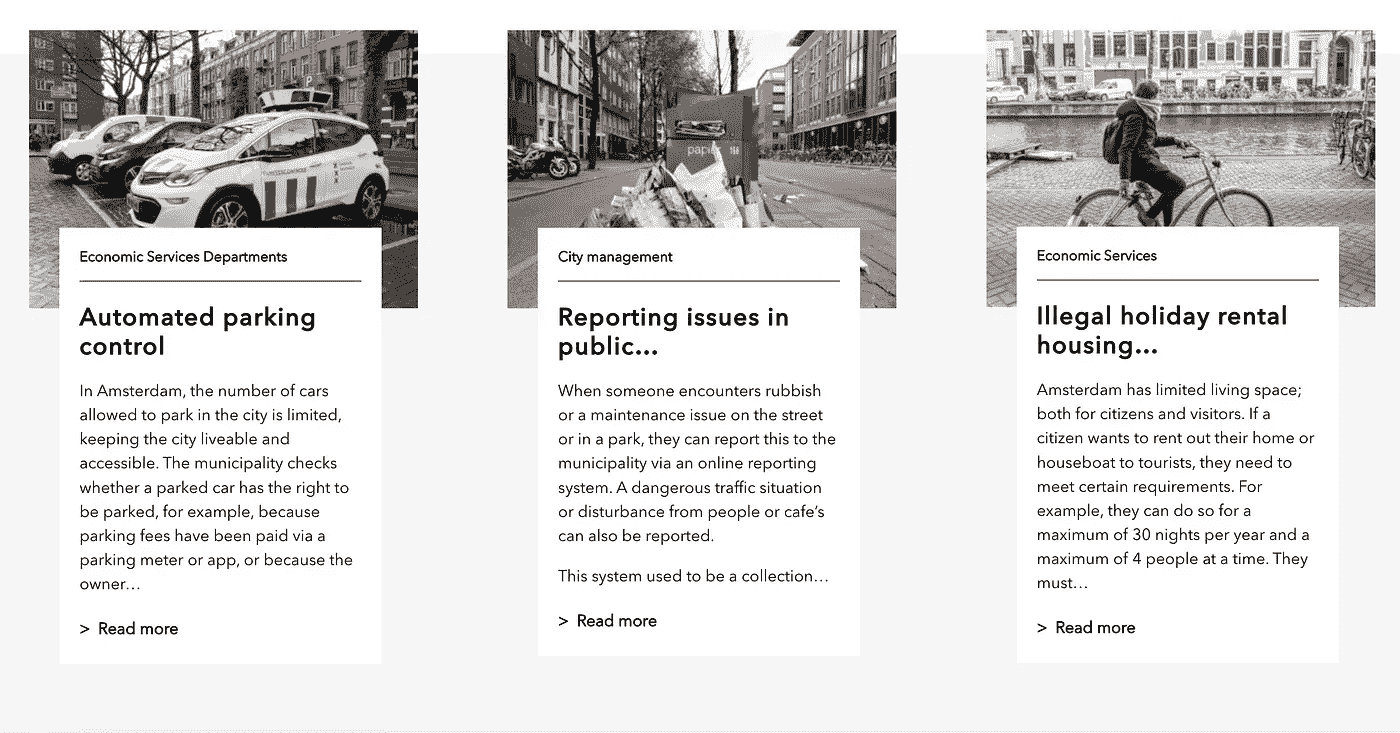 P
papier
Economic Services Departments
Automated parking
control
In Amsterdam, the number of cars
allowed to park in the city is limited,
keeping the city liveable and
accessible. The municipality checks
whether a parked car has the right to
be parked, for example, because
parking fees have been paid via a
parking meter or app, or because the
owner…
> Read more
City management
Reporting issues in
public…
When someone encounters rubbish
or a maintenance issue on the street
or in a park, they can report this to the
municipality via an online reporting
system. A dangerous traffic situation
or disturbance from people or cafe’s
can also be reported.
This system used to be a collection…
> Read more
Economic Services
Illegal holiday rental
housing…
Amsterdam has limited living space;
both for citizens and visitors. If a
citizen wants to rent out their home or
houseboat to tourists, they need to
meet certain requirements. For
example, they can do so for a
maximum of 30 nights per year and a
maximum of 4 people at a time. They
must…
> Read more